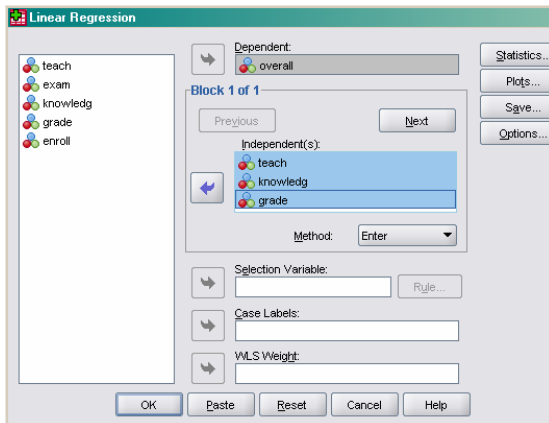 Linear Regression
teach
exam
knowledg
grade
enroll
Dependent:
overall
Block 1 of 1
Previous
Next
Independent(s):
teach
knowledg
grade
Method:
Enter
Selection Variable:
Rule...
Case Labels:
WLS Weight:
Statistics...
Plots...
Save...
Options...
OK
Paste
Reset
Cancel
Help